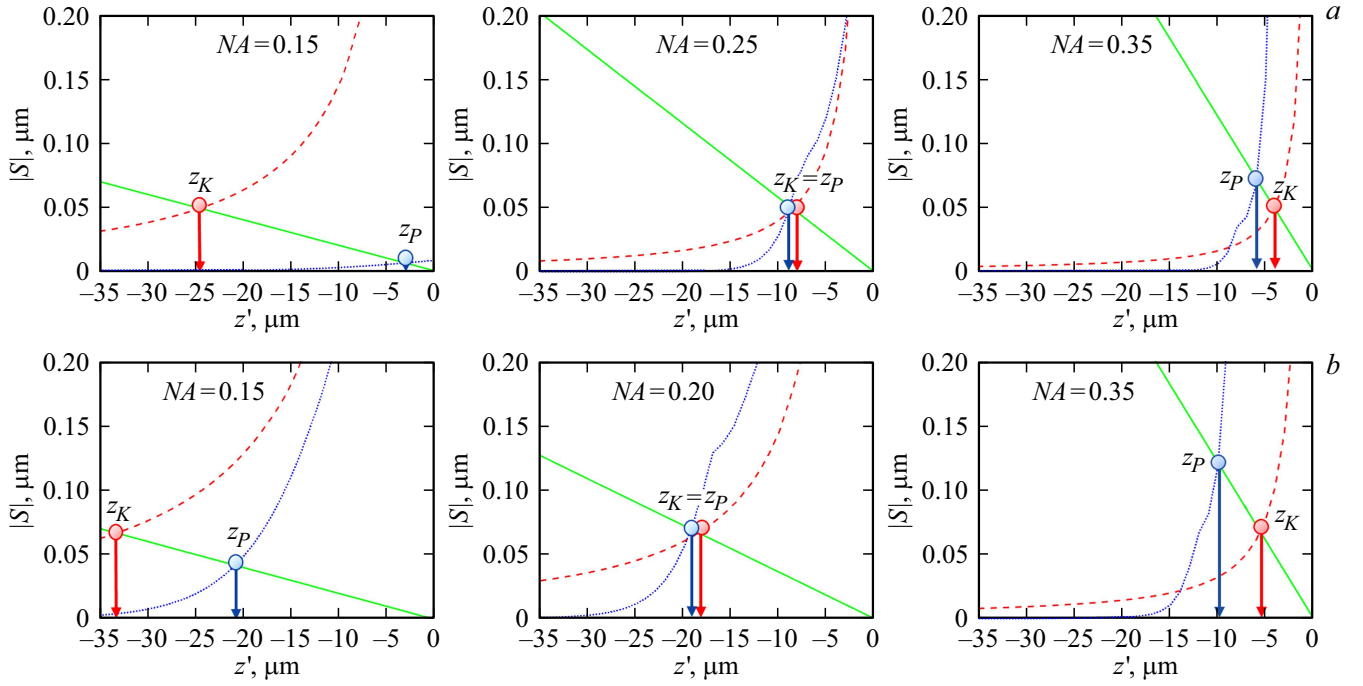 a
NA = 0.15
0.20
0.15
0.10
0.05
0
|S|, μm
z_K
z_P
–35 –30 –25 –20 –15 –10 –5 0
z', μm
NA = 0.25
0.20
0.15
0.10
0.05
0
|S|, μm
z_K = z_P
–35 –30 –25 –20 –15 –10 –5 0
z', μm
NA = 0.35
0.20
0.15
0.10
0.05
0
|S|, μm
z_P
z_K
–35 –30 –25 –20 –15 –10 –5 0
z', μm
b
NA = 0.15
0.20
0.15
0.10
0.05
0
|S|, μm
z_K
z_P
–35 –30 –25 –20 –15 –10 –5 0
z', μm
NA = 0.20
0.20
0.15
0.10
0.05
0
|S|, μm
z_K = z_P
–35 –30 –25 –20 –15 –10 –5 0
z', μm
NA = 0.35
0.20
0.15
0.10
0.05
0
|S|, μm
z_P
z_K
–35 –30 –25 –20 –15 –10 –5 0
z', μm